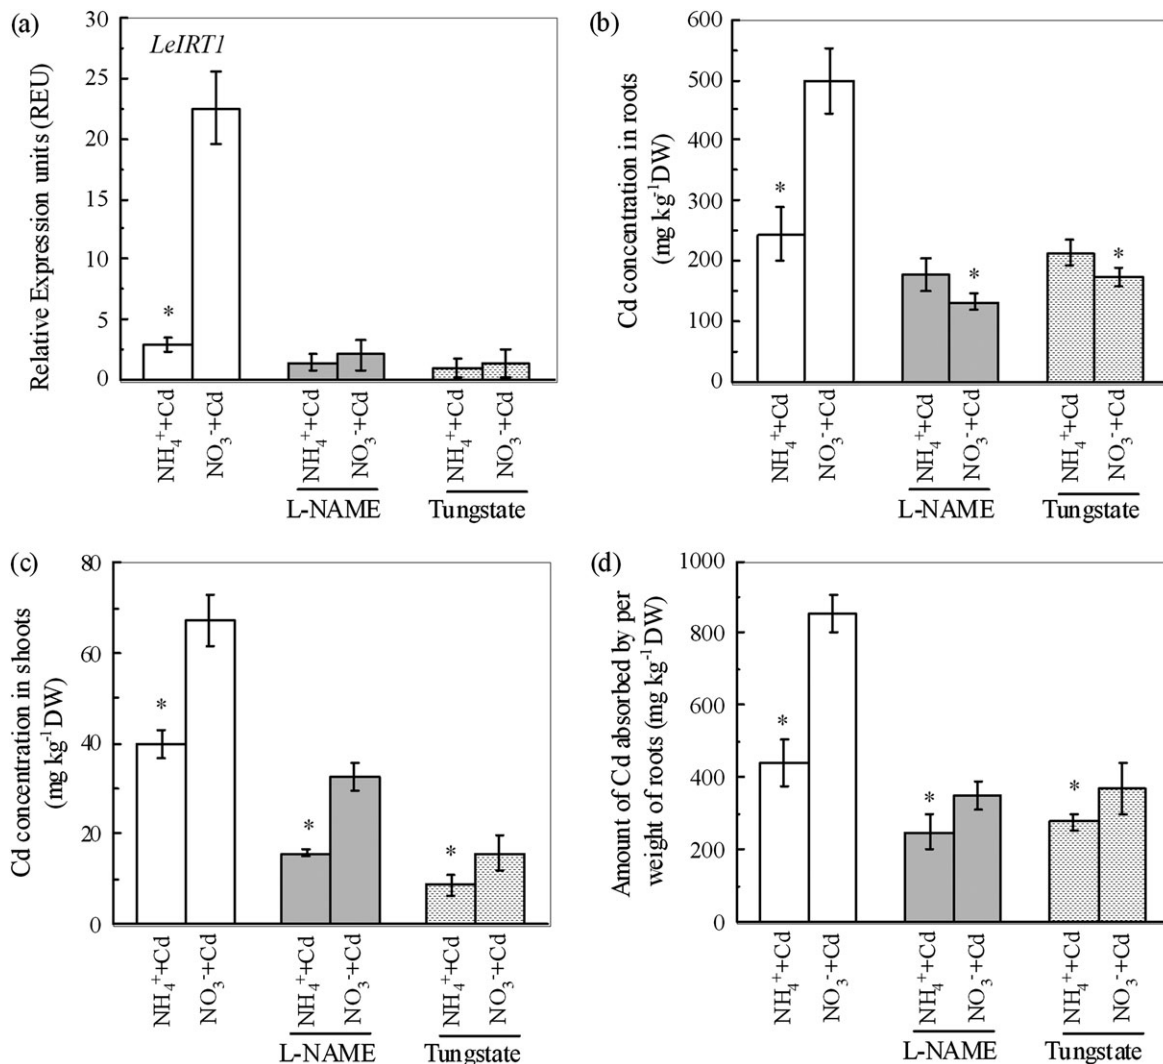 (a)
LeIRT1
Relative Expression units (REU)
30
25
20
15
10
5
0
*
NH₄⁺+Cd
NO₃⁻+Cd
NH₄⁺+Cd
NO₃⁻+Cd
NH₄⁺+Cd
NO₃⁻+Cd
L-NAME
Tungstate
(b)
Cd concentration in roots
(mg kg⁻¹DW)
600
500
400
300
200
100
0
*
*
*
NH₄⁺+Cd
NO₃⁻+Cd
NH₄⁺+Cd
NO₃⁻+Cd
NH₄⁺+Cd
NO₃⁻+Cd
L-NAME
Tungstate
(c)
Cd concentration in shoots
(mg kg⁻¹DW)
80
60
40
20
0
*
*
*
NH₄⁺+Cd
NO₃⁻+Cd
NH₄⁺+Cd
NO₃⁻+Cd
NH₄⁺+Cd
NO₃⁻+Cd
L-NAME
Tungstate
(d)
Amount of Cd absorbed by per
weight of roots (mg kg⁻¹DW)
1000
800
600
400
200
0
*
*
*
NH₄⁺+Cd
NO₃⁻+Cd
NH₄⁺+Cd
NO₃⁻+Cd
NH₄⁺+Cd
NO₃⁻+Cd
L-NAME
Tungstate